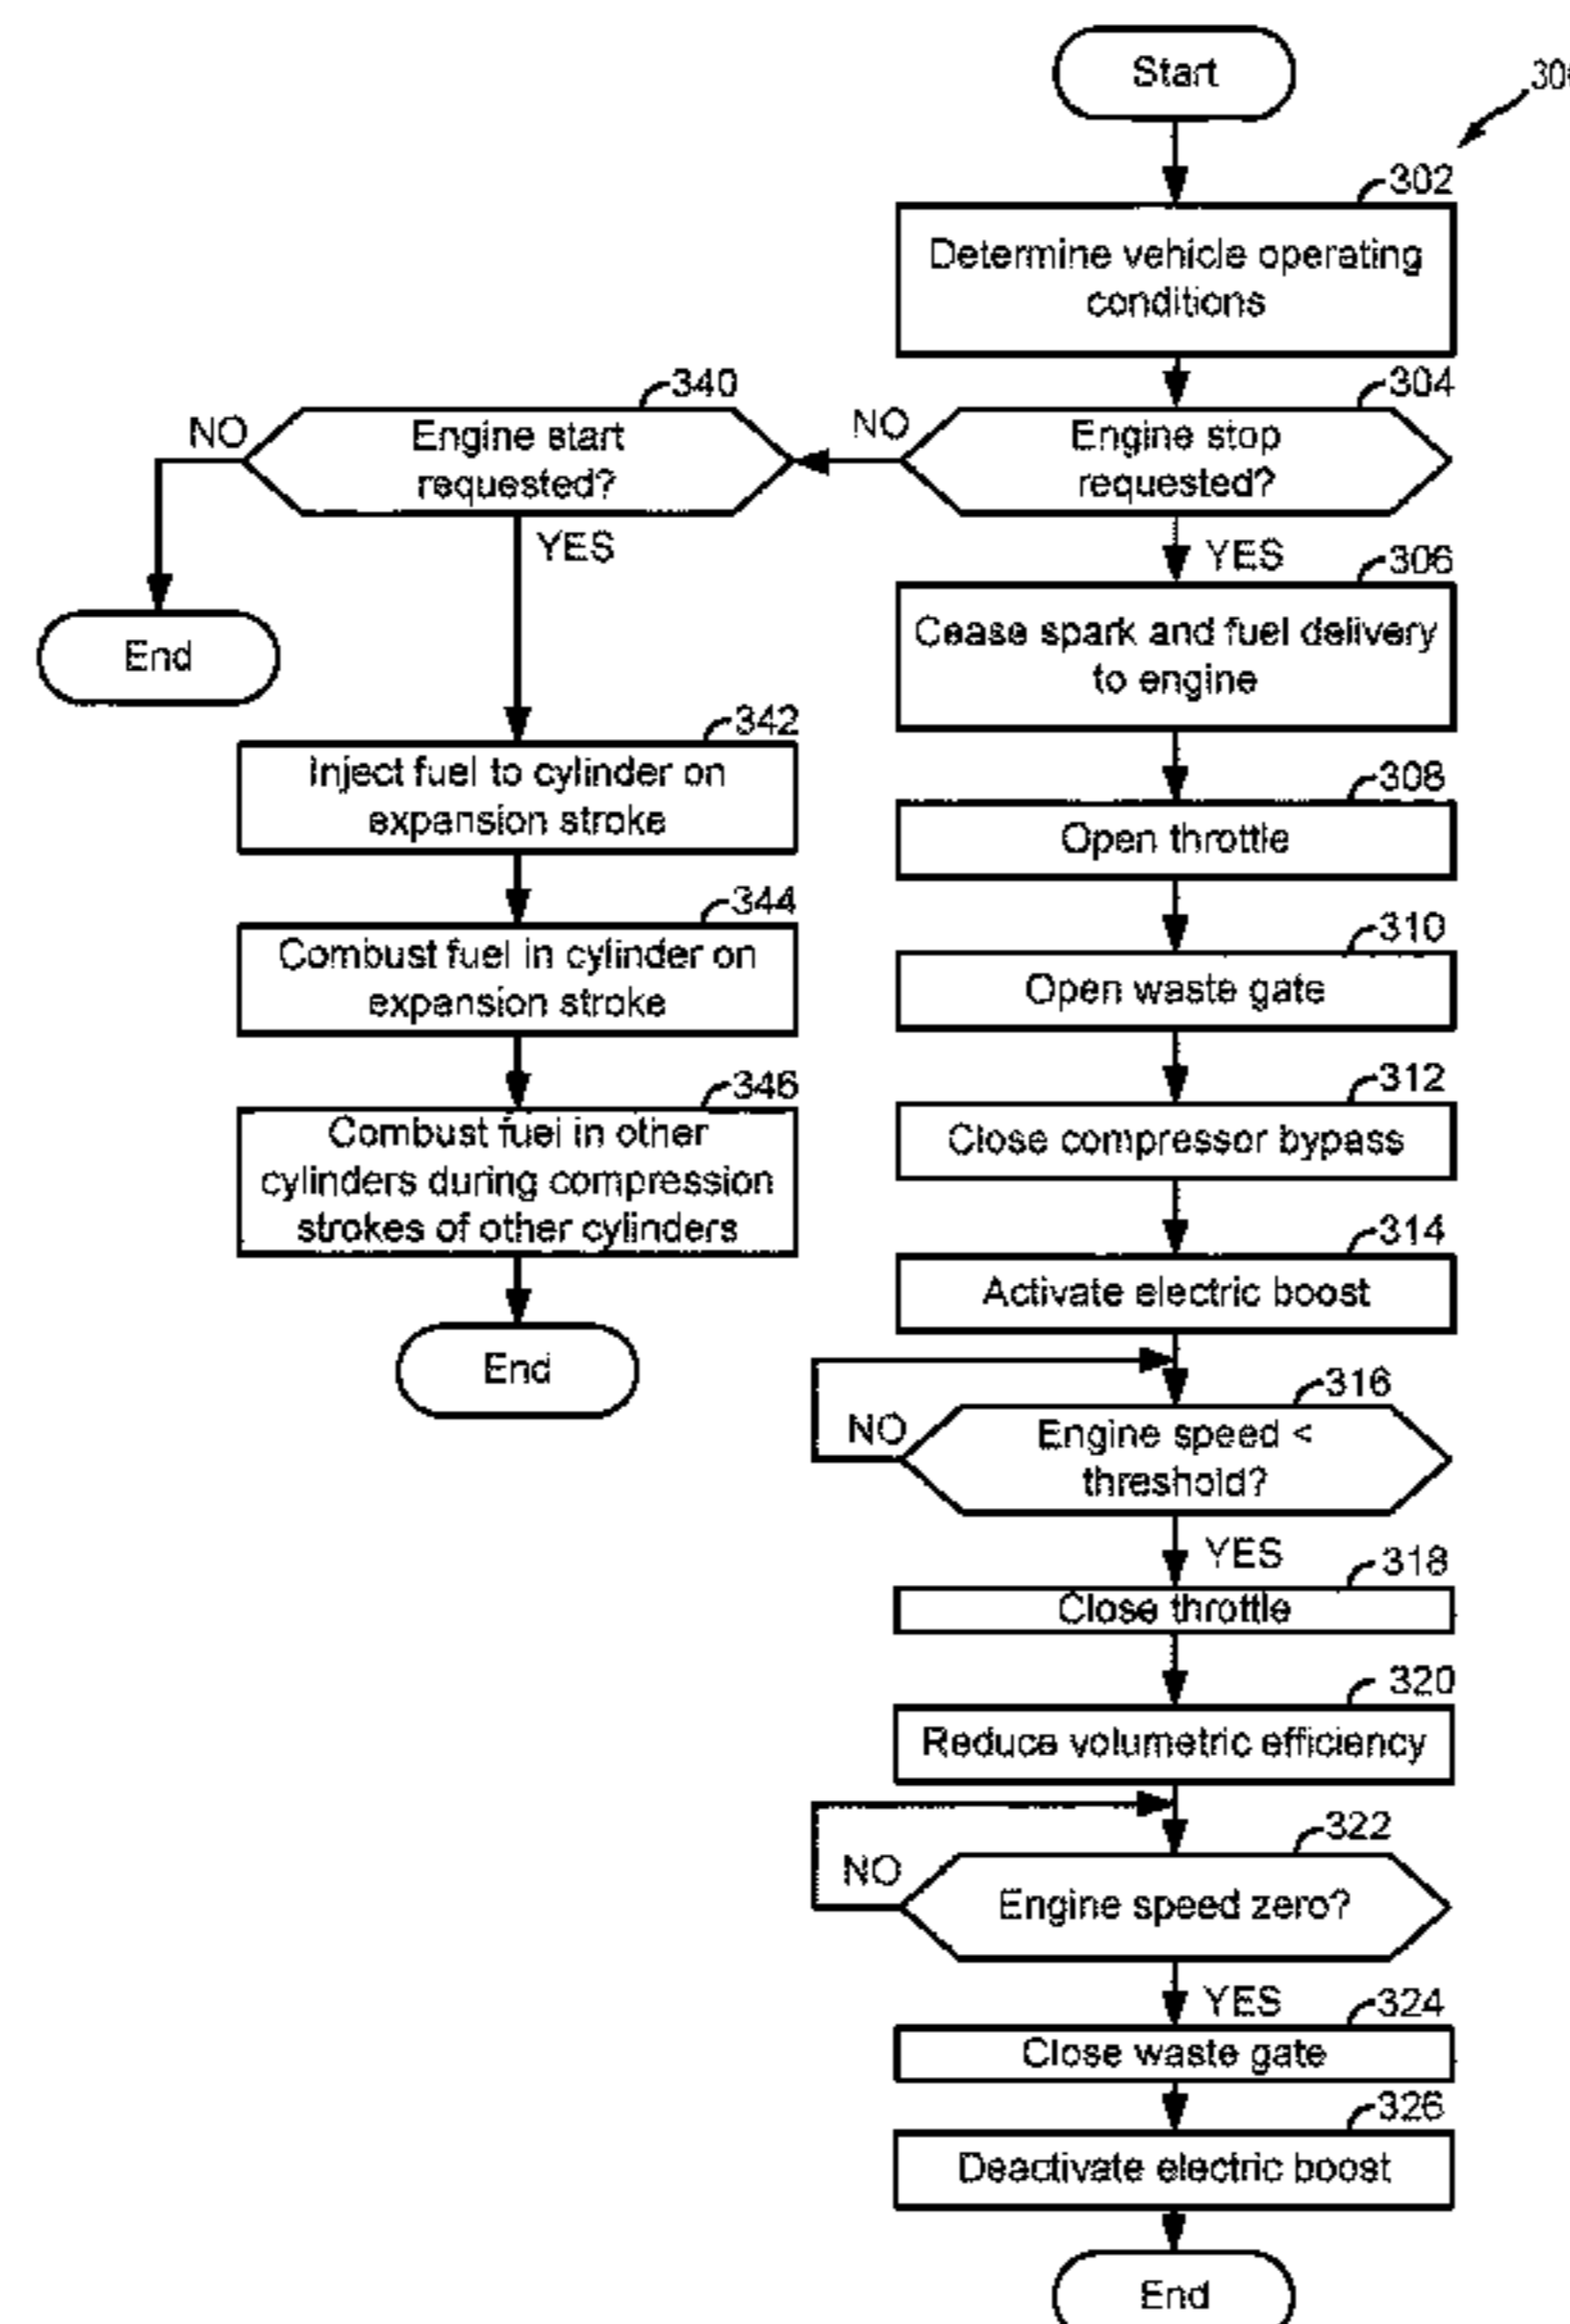 Start
300
302
Determine vehicle operating
conditions
304
Engine stop
requested?
NO
YES
340
Engine start
requested?
NO
YES
End
342
Inject fuel to cylinder on
expansion stroke
344
Combust fuel in cylinder on
expansion stroke
346
Combust fuel in other
cylinders during compression
strokes of other cylinders
End
306
Cease spark and fuel delivery
to engine
308
Open throttle
310
Open waste gate
312
Close compressor bypass
314
Activate electric boost
316
Engine speed <
threshold?
NO
YES
318
Close throttle
320
Reduce volumetric efficiency
322
Engine speed zero?
NO
YES
324
Close waste gate
326
Deactivate electric boost
End